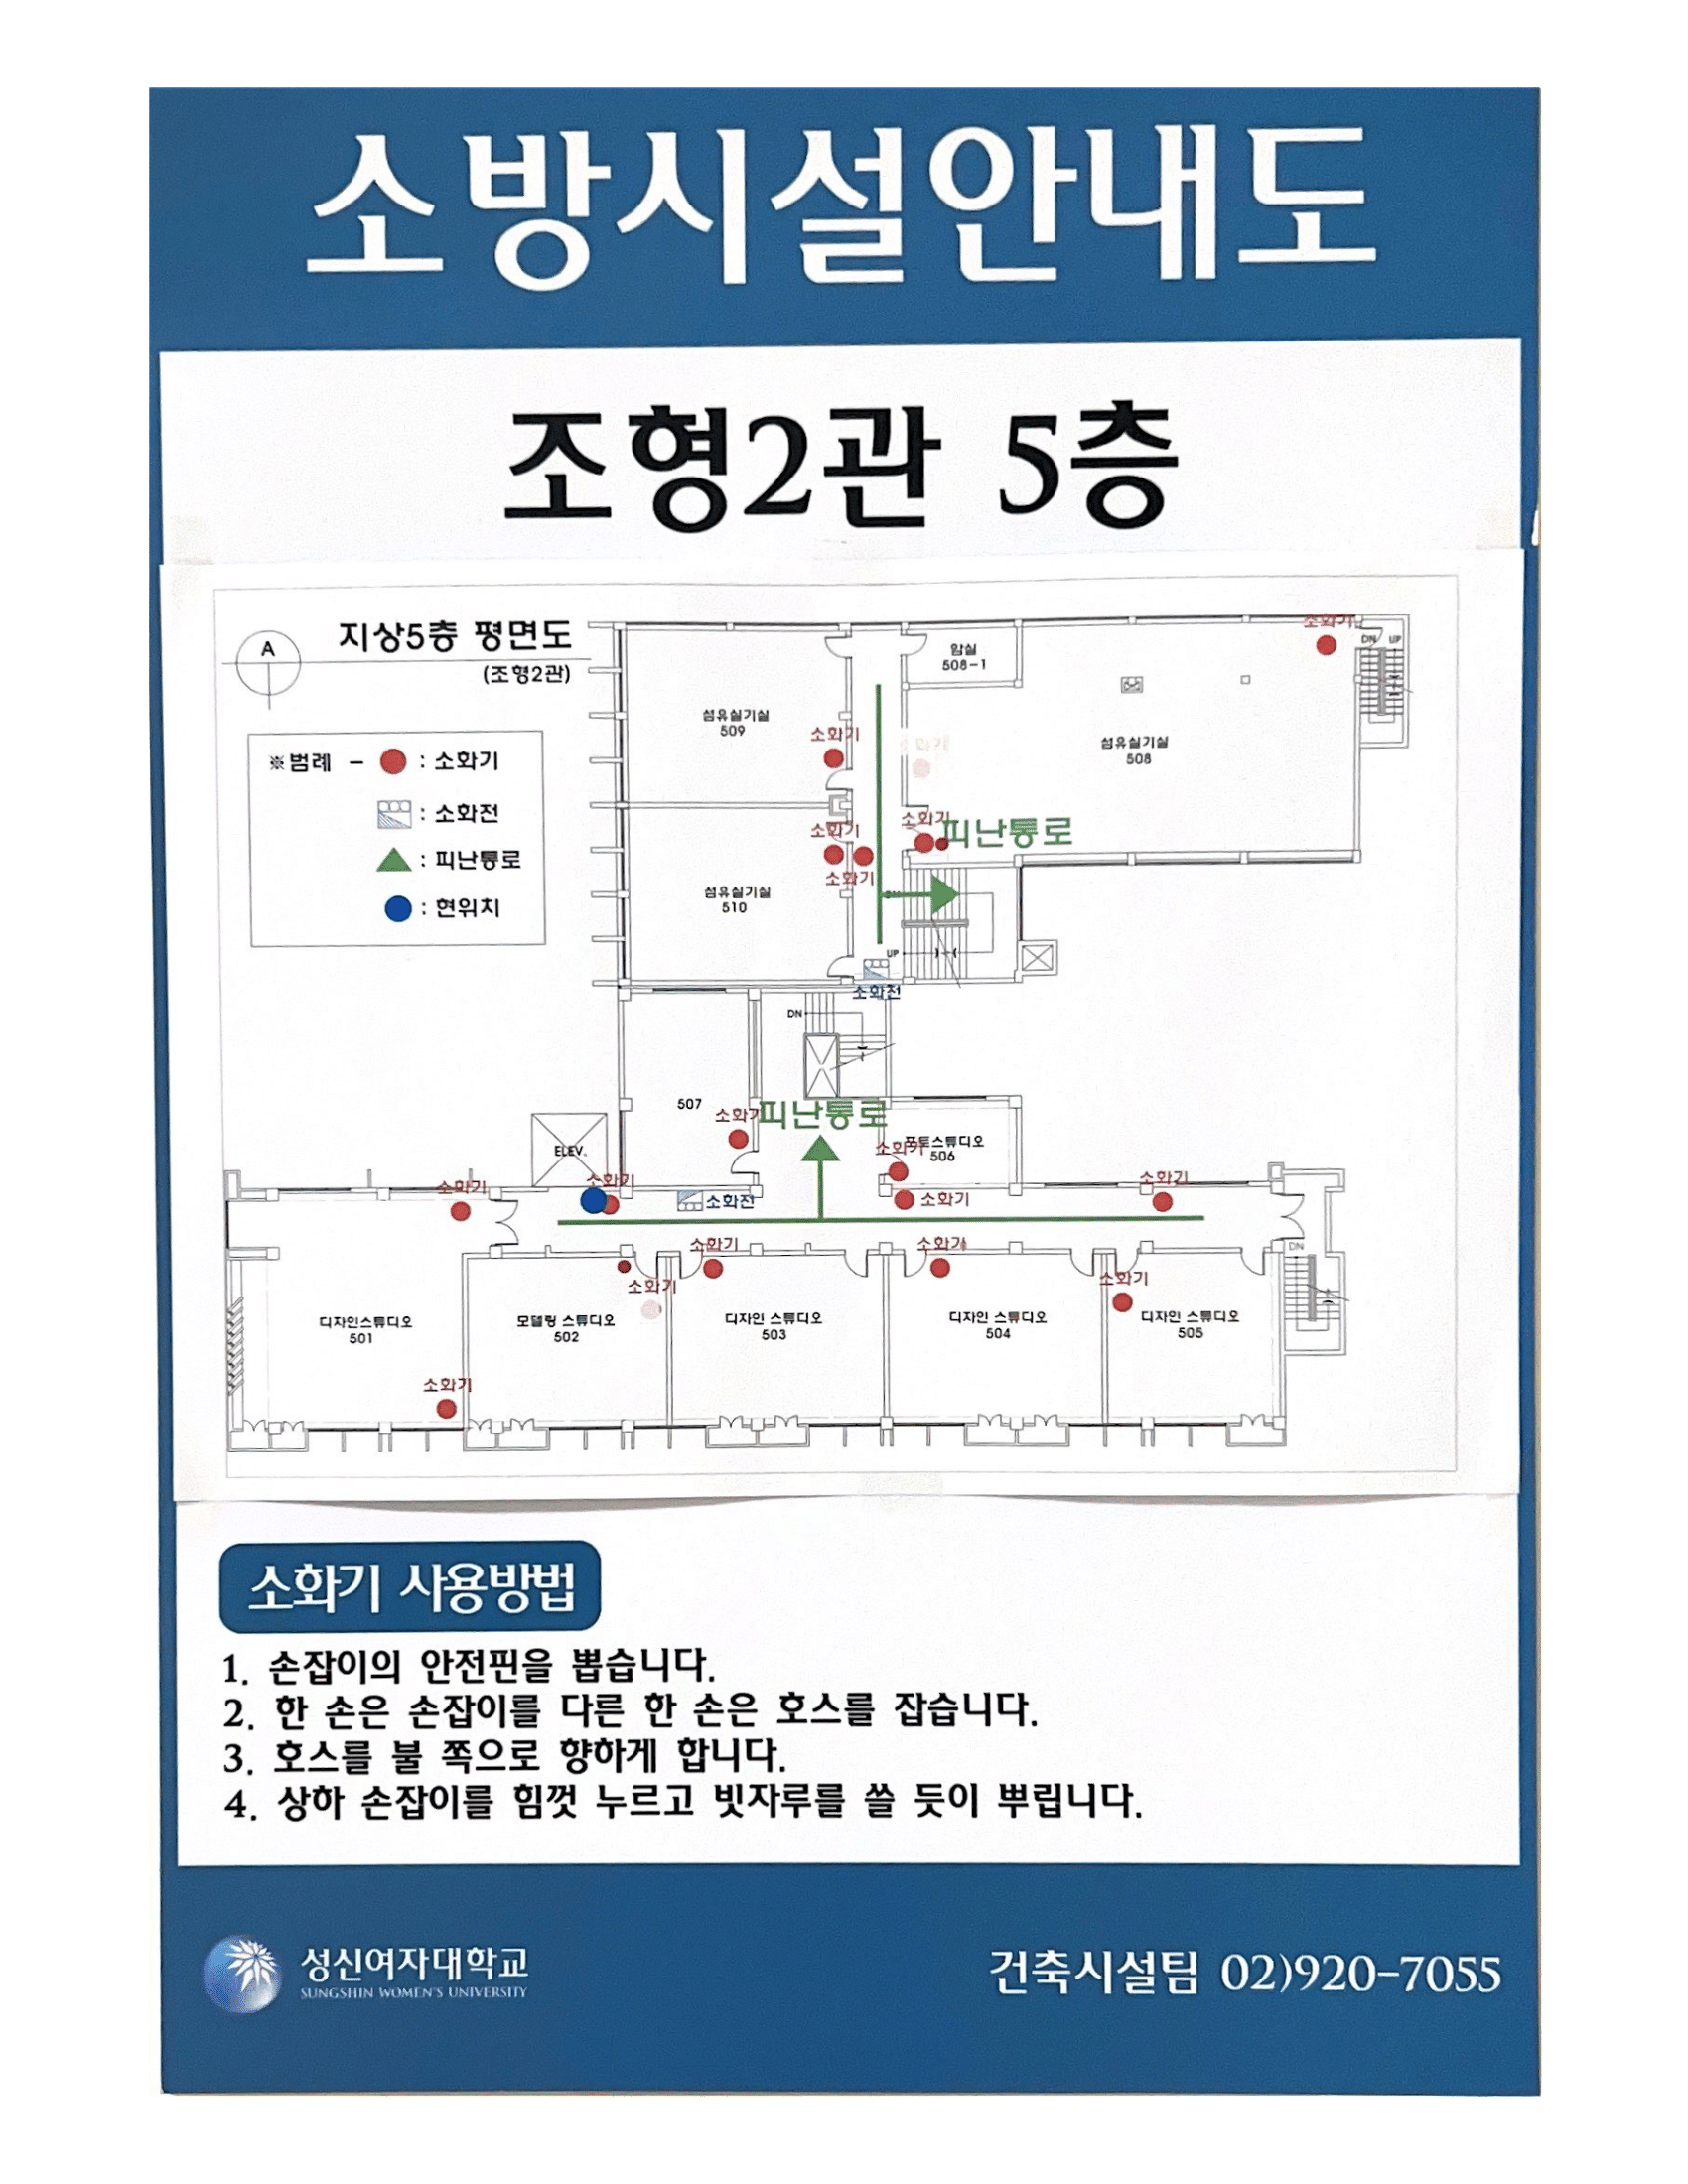 소방시설안내도
조형2관 5층
지상5층 평면도
(조형2관)
A
※범례 - : 소화기
: 소화전
: 피난통로
: 현위치
소화기
DN UP
암실
508-1
섬유실기실
509
소화기
소화기
섬유실기실
508
소화기
소화기
피난통로
소화기
섬유실기실
510
UP
소화전
DN
507
소화기
피난통로
소화기
포토스튜디오
506
ELEV.
소화기
소화기
소화전
소화기
소화기
소화기
소화기
DN
소화기
소화기
디자인스튜디오
501
모델링 스튜디오
502
디자인 스튜디오
503
디자인 스튜디오
504
디자인 스튜디오
505
소화기
소화기 사용방법
1. 손잡이의 안전핀을 뽑습니다.
2. 한 손은 손잡이를 다른 한 손은 호스를 잡습니다.
3. 호스를 불 쪽으로 향하게 합니다.
4. 상하 손잡이를 힘껏 누르고 빗자루를 쓸 듯이 뿌립니다.
성신여자대학교
SUNGSHIN WOMEN'S UNIVERSITY
건축시설팀 02)920-7055